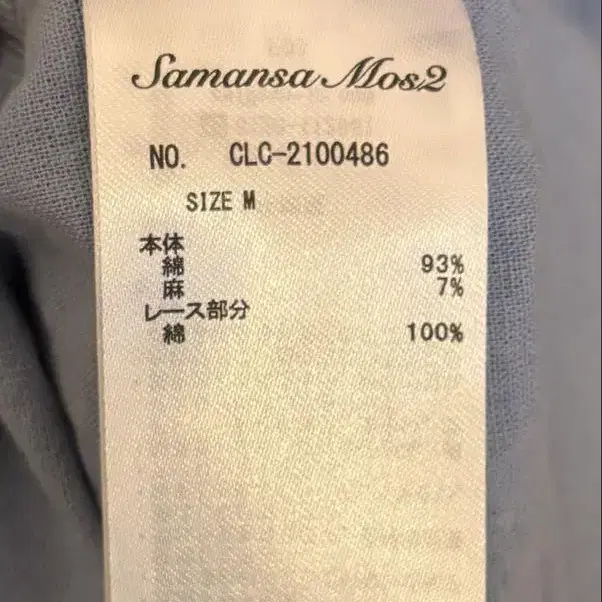 Samansa Mos2
NO. CLC-2100486
SIZE M
本体
綿 93%
麻 7%
レース部分
綿 100%